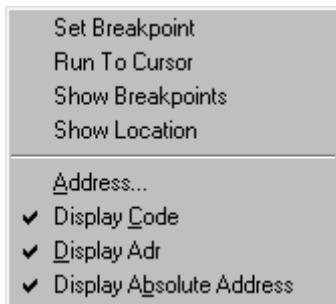 Set Breakpoint
Run To Cursor
Show Breakpoints
Show Location
Address...
Display Code
Display Adr
Display Absolute Address